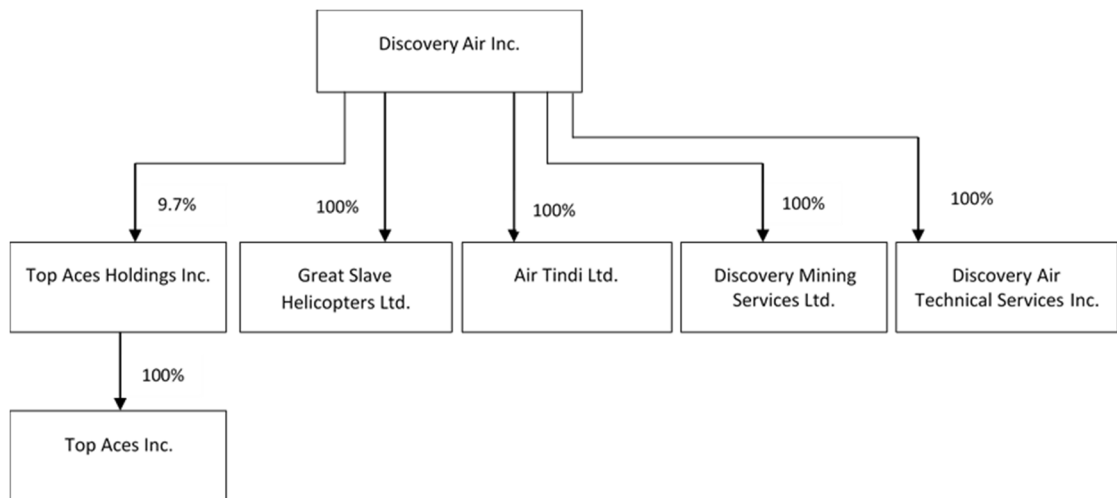 Discovery Air Inc.
9.7%
100%
100%
100%
100%
Top Aces Holdings Inc.
Great Slave
Helicopters Ltd.
Air Tindi Ltd.
Discovery Mining
Services Ltd.
Discovery Air
Technical Services Inc.
100%
Top Aces Inc.